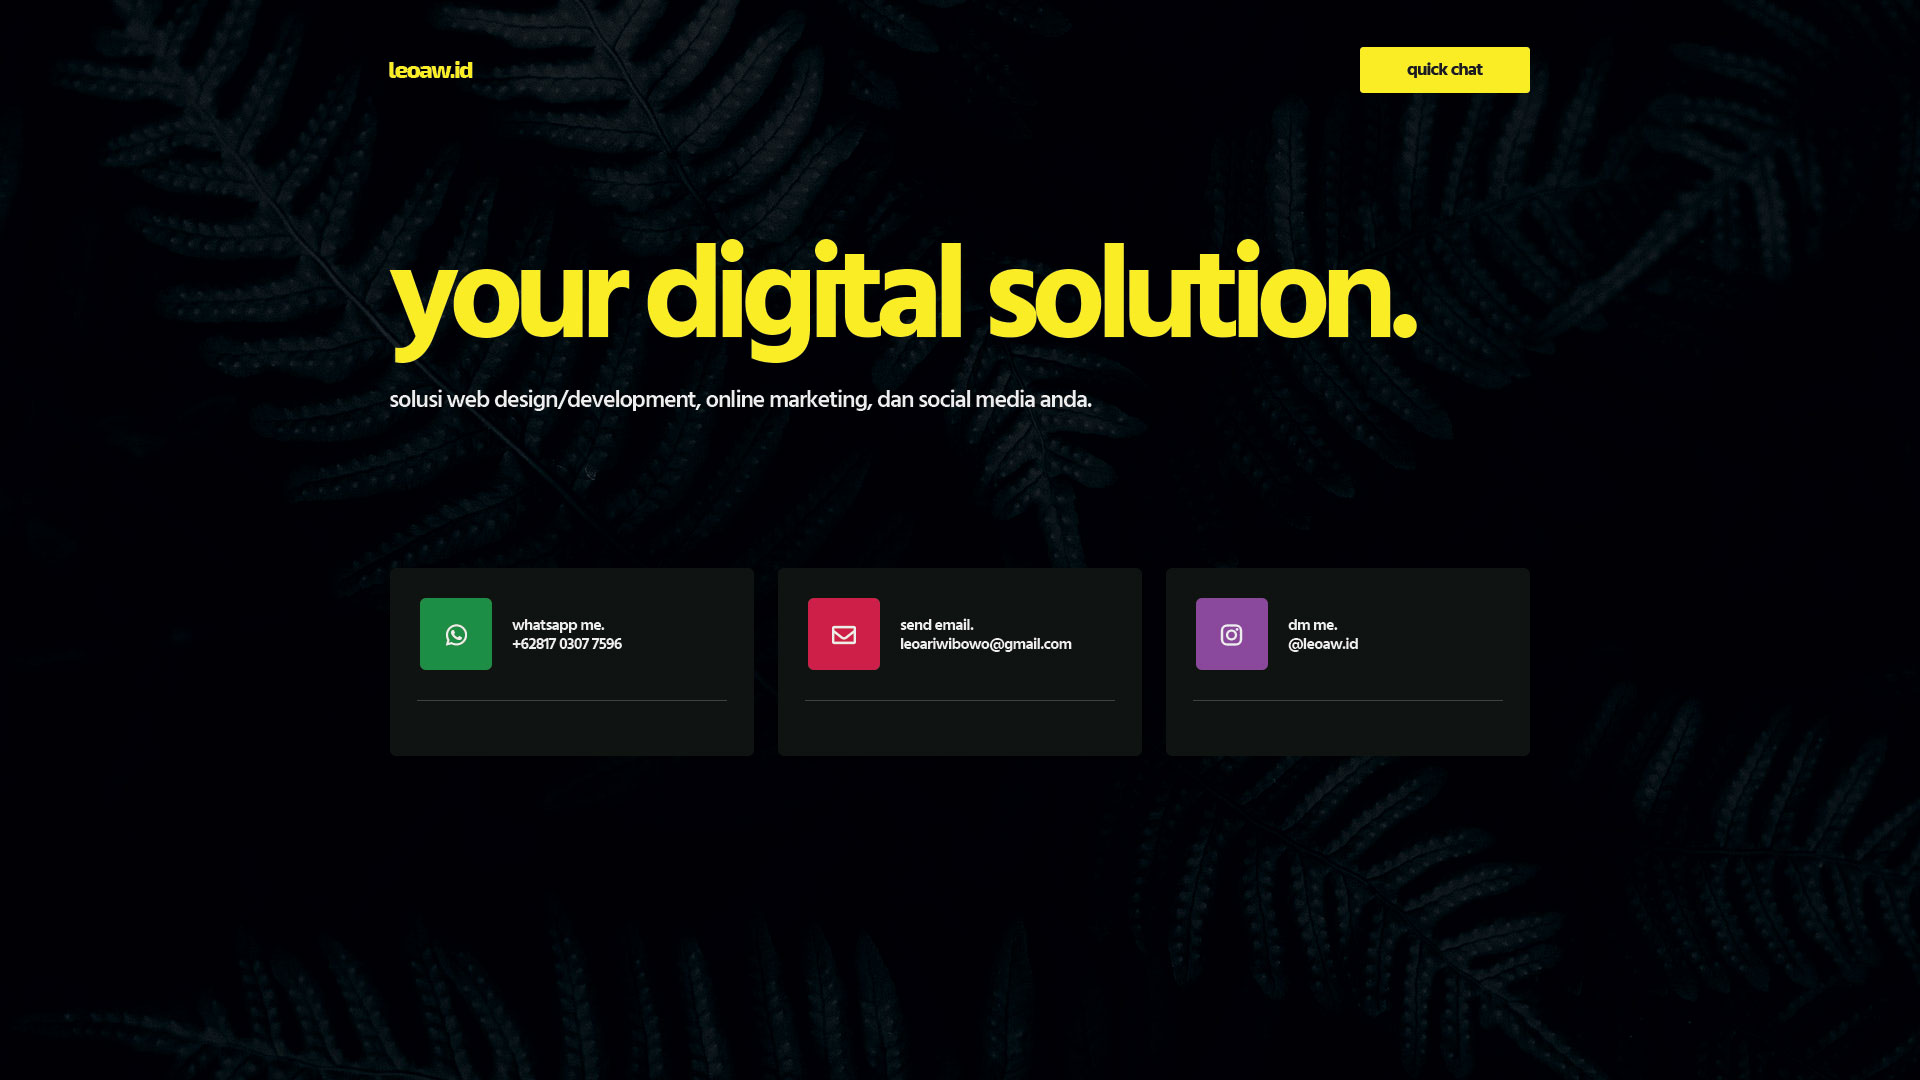 leoaw.id
quick chat
your digital solution.
solusi web design/development, online marketing, dan social media anda.
whatsapp me.
+62817 0307 7596
send email.
leoariwibowo@gmail.com
dm me.
@leoaw.id